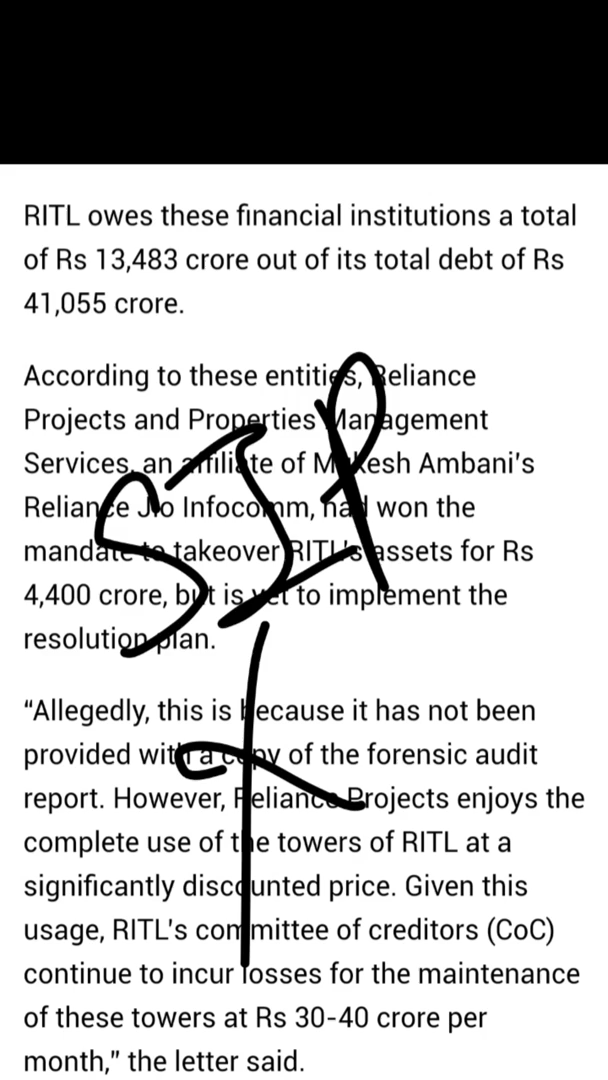 RITL owes these financial institutions a total
of Rs 13,483 crore out of its total debt of Rs
41,055 crore.
According to these entities, Reliance
Projects and Properties Management
Services, an affiliate of Mukesh Ambani's
Reliance Jio Infocomm, had won the
mandate to takeover RITL's assets for Rs
4,400 crore, but is yet to implement the
resolution plan.
“Allegedly, this is because it has not been
provided with a copy of the forensic audit
report. However, Reliance Projects enjoys the
complete use of the towers of RITL at a
significantly discounted price. Given this
usage, RITL's committee of creditors (CoC)
continue to incur losses for the maintenance
of these towers at Rs 30-40 crore per
month,” the letter said.